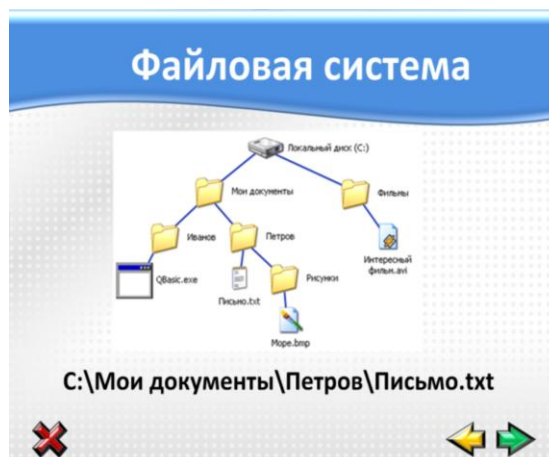 Файловая система
Локальный диск (C:)
Мои документы
Фильмы
Иванов
Петров
QBasic.exe
Письмо.txt
Рисунки
Интересный
фильм.avi
Море.bmp
C:\Мои документы\Петров\Письмо.txt